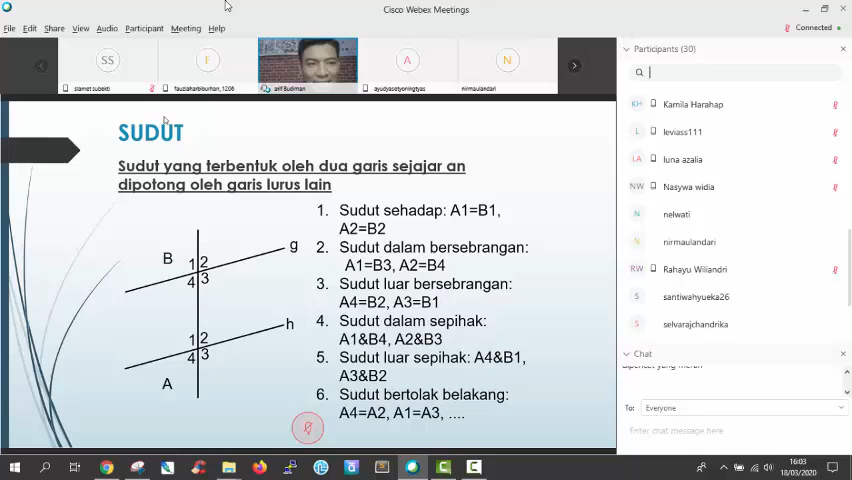 Cisco Webex Meetings
File Edit Share View Audio Participant Meeting Help
Connected
SS
F
A
N
slamet subekti
fauziaharbiburhan, 1206
arif Budiman
ayudyasetyoningtyas
nirmaulandari
SUDUT
Sudut yang terbentuk oleh dua garis sejajar an
dipotong oleh garis lurus lain
B
g
1 2
4 3
h
1 2
4 3
A
1. Sudut sehadap: A1=B1,
A2=B2
2. Sudut dalam bersebrangan:
A1=B3, A2=B4
3. Sudut luar bersebrangan:
A4=B2, A3=B1
4. Sudut dalam sepihak:
A1&B4, A2&B3
5. Sudut luar sepihak: A4&B1,
A3&B2
6. Sudut bertolak belakang:
A4=A2, A1=A3, ....
Participants (30)
KH Kamila Harahap
L leviass111
LA luna azalia
NW Nasywa widia
N nelwati
N nirmaulandari
RW Rahayu Wiliandri
S santiwahyueka26
S selvarajchandrika
Chat
To: Everyone
Enter chat message here
16:03
18/03/2020